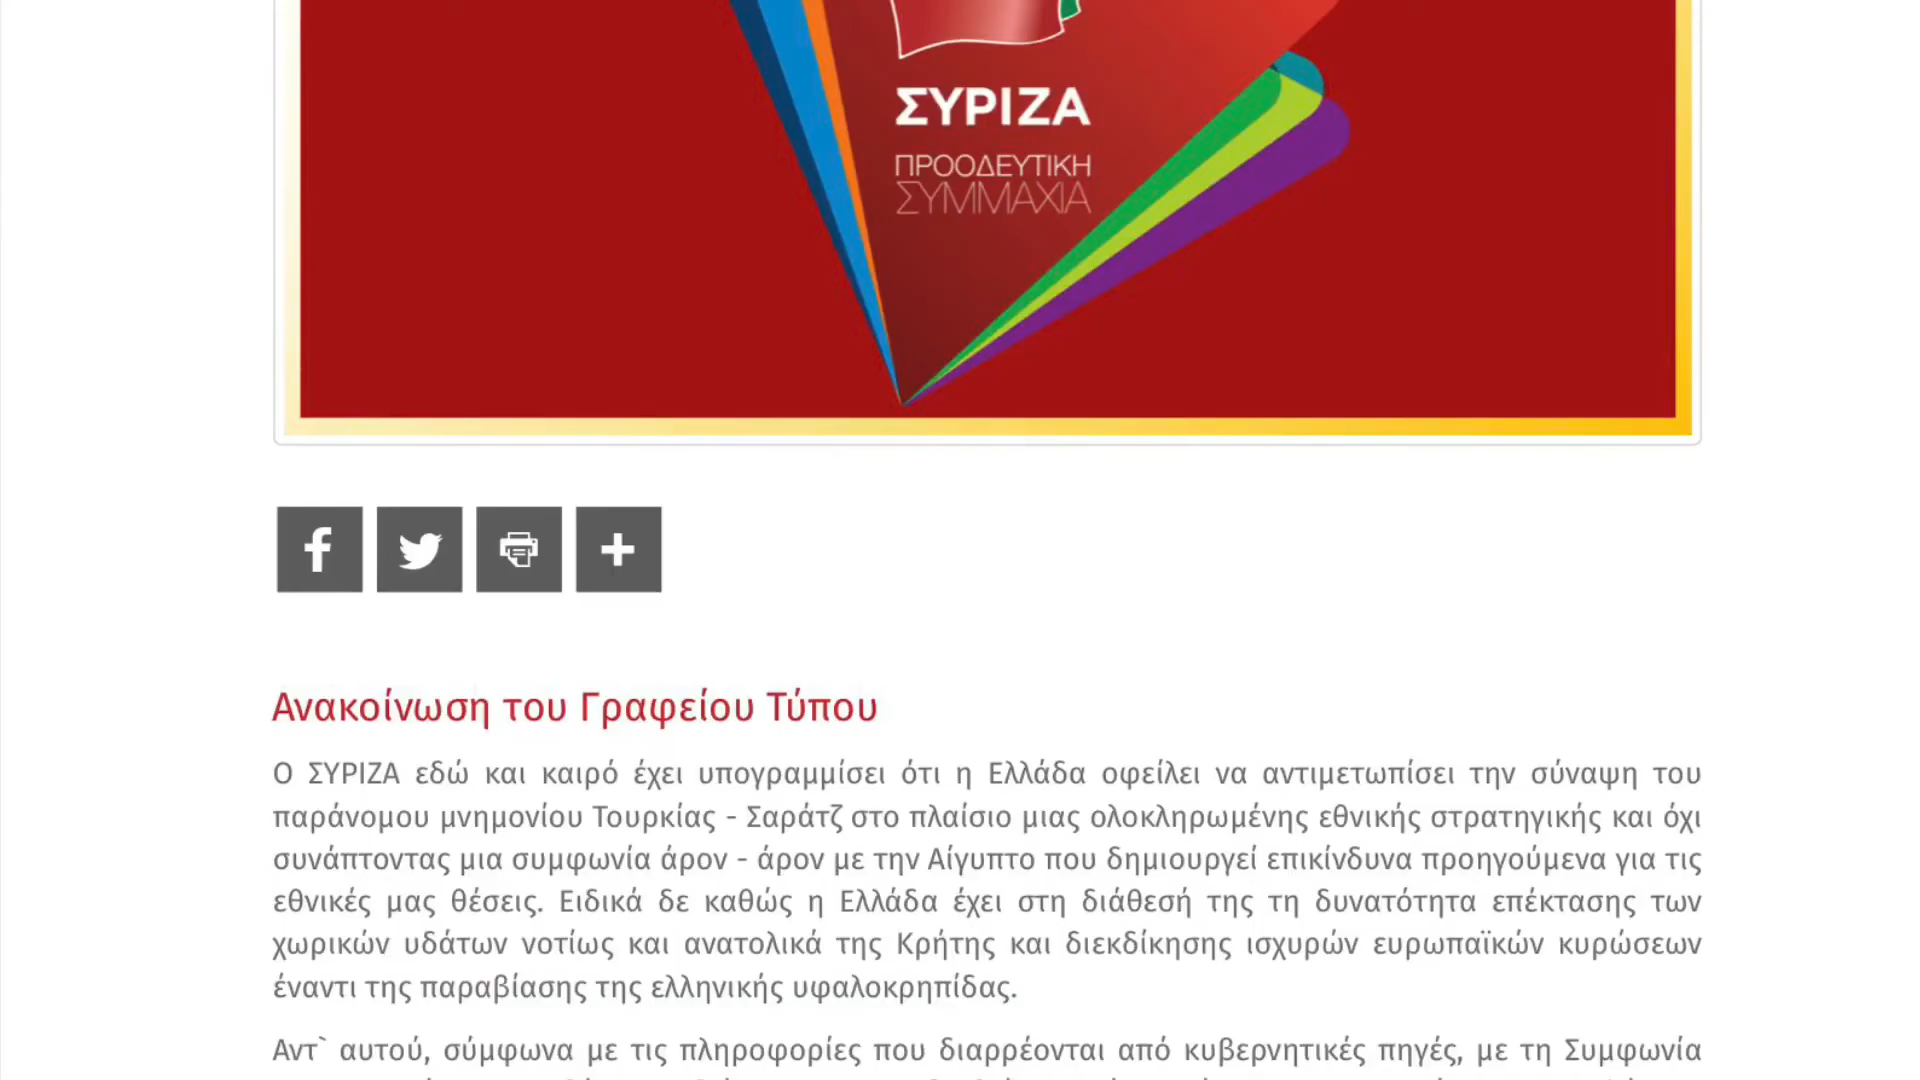 ΣΥΡΙΖΑ
ΠΡΟΟΔΕΥΤΙΚΗ
ΣΥΜΜΑΧΙΑ
Ανακοίνωση του Γραφείου Τύπου
Ο ΣΥΡΙΖΑ εδώ και καιρό έχει υπογραμμίσει ότι η Ελλάδα οφείλει να αντιμετωπίσει την σύναψη του
παράνομου μνημονίου Τουρκίας - Σαράτζ στο πλαίσιο μιας ολοκληρωμένης εθνικής στρατηγικής και όχι
συνάπτοντας μια συμφωνία άρον - άρον με την Αίγυπτο που δημιουργεί επικίνδυνα προηγούμενα για τις
εθνικές μας θέσεις. Ειδικά δε καθώς η Ελλάδα έχει στη διάθεσή της τη δυνατότητα επέκτασης των
χωρικών υδάτων νοτίως και ανατολικά της Κρήτης και διεκδίκησης ισχυρών ευρωπαϊκών κυρώσεων
έναντι της παραβίασης της ελληνικής υφαλοκρηπίδας.
Αντ` αυτού, σύμφωνα με τις πληροφορίες που διαρρέονται από κυβερνητικές πηγές, με τη Συμφωνία